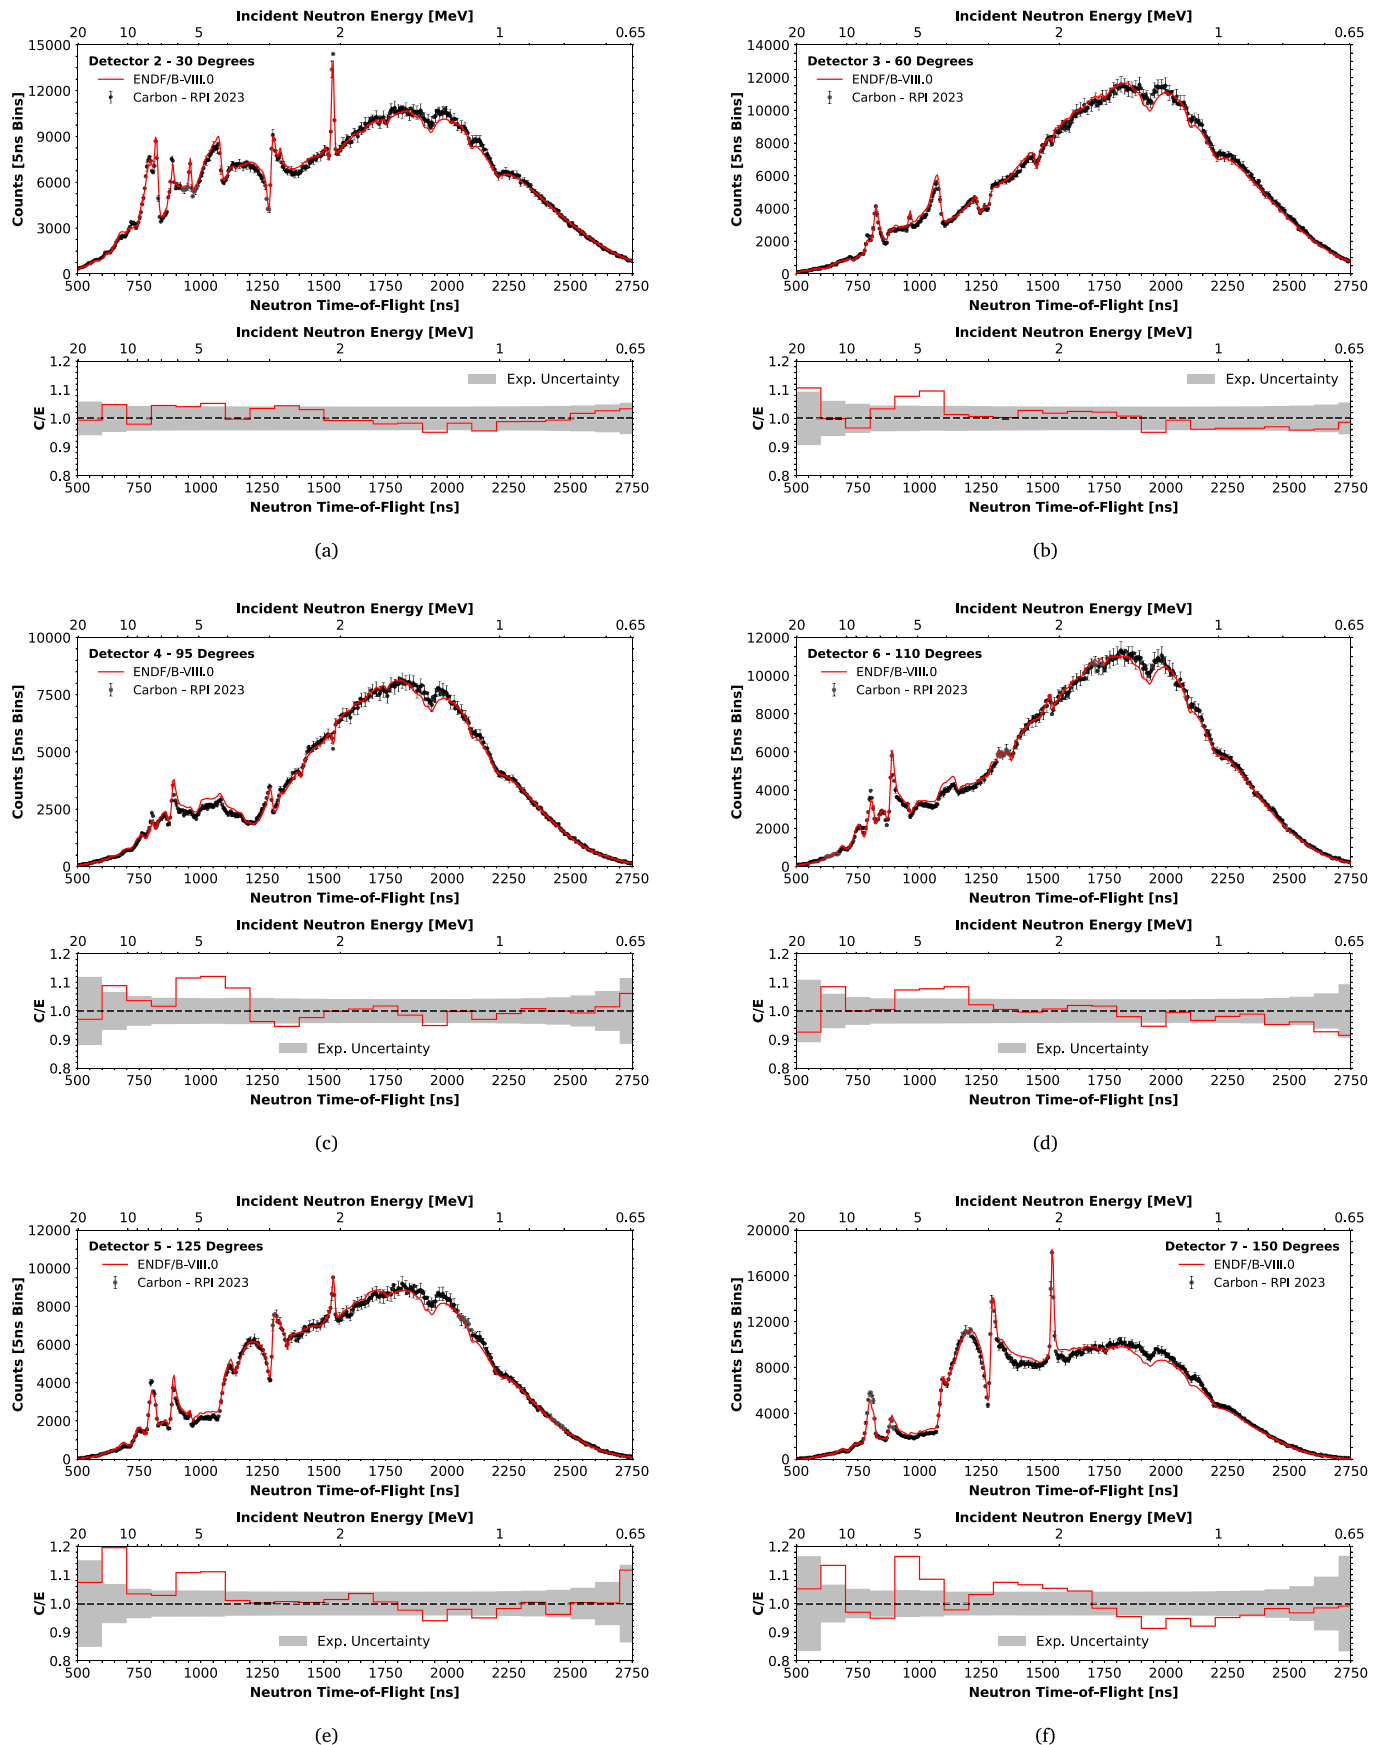 Incident Neutron Energy [MeV]
20 10 5 2 1 0.65
15000
12000
9000
6000
3000
0
Counts [5ns Bins]
Detector 2 - 30 Degrees
ENDF/B-VIII.0
Carbon - RPI 2023
500 750 1000 1250 1500 1750 2000 2250 2500 2750
Neutron Time-of-Flight [ns]
Incident Neutron Energy [MeV]
20 10 5 2 1 0.65
1.2
1.1
1.0
0.9
0.8
C/E
Exp. Uncertainty
500 750 1000 1250 1500 1750 2000 2250 2500 2750
Neutron Time-of-Flight [ns]
(a)
Incident Neutron Energy [MeV]
20 10 5 2 1 0.65
14000
12000
10000
8000
6000
4000
2000
0
Counts [5ns Bins]
Detector 3 - 60 Degrees
ENDF/B-VIII.0
Carbon - RPI 2023
500 750 1000 1250 1500 1750 2000 2250 2500 2750
Neutron Time-of-Flight [ns]
Incident Neutron Energy [MeV]
20 10 5 2 1 0.65
1.2
1.1
1.0
0.9
0.8
C/E
Exp. Uncertainty
500 750 1000 1250 1500 1750 2000 2250 2500 2750
Neutron Time-of-Flight [ns]
(b)
Incident Neutron Energy [MeV]
20 10 5 2 1 0.65
10000
7500
5000
2500
0
Counts [5ns Bins]
Detector 4 - 95 Degrees
ENDF/B-VIII.0
Carbon - RPI 2023
500 750 1000 1250 1500 1750 2000 2250 2500 2750
Neutron Time-of-Flight [ns]
Incident Neutron Energy [MeV]
20 10 5 2 1 0.65
1.2
1.1
1.0
0.9
0.8
C/E
Exp. Uncertainty
500 750 1000 1250 1500 1750 2000 2250 2500 2750
Neutron Time-of-Flight [ns]
(c)
Incident Neutron Energy [MeV]
20 10 5 2 1 0.65
12000
10000
8000
6000
4000
2000
0
Counts [5ns Bins]
Detector 6 - 110 Degrees
ENDF/B-VIII.0
Carbon - RPI 2023
500 750 1000 1250 1500 1750 2000 2250 2500 2750
Neutron Time-of-Flight [ns]
Incident Neutron Energy [MeV]
20 10 5 2 1 0.65
1.2
1.1
1.0
0.9
0.8
C/E
Exp. Uncertainty
500 750 1000 1250 1500 1750 2000 2250 2500 2750
Neutron Time-of-Flight [ns]
(d)
Incident Neutron Energy [MeV]
20 10 5 2 1 0.65
12000
10000
8000
6000
4000
2000
0
Counts [5ns Bins]
Detector 5 - 125 Degrees
ENDF/B-VIII.0
Carbon - RPI 2023
500 750 1000 1250 1500 1750 2000 2250 2500 2750
Neutron Time-of-Flight [ns]
Incident Neutron Energy [MeV]
20 10 5 2 1 0.65
1.2
1.1
1.0
0.9
0.8
C/E
Exp. Uncertainty
500 750 1000 1250 1500 1750 2000 2250 2500 2750
Neutron Time-of-Flight [ns]
(e)
Incident Neutron Energy [MeV]
20 10 5 2 1 0.65
20000
16000
12000
8000
4000
0
Counts [5ns Bins]
Detector 7 - 150 Degrees
ENDF/B-VIII.0
Carbon - RPI 2023
500 750 1000 1250 1500 1750 2000 2250 2500 2750
Neutron Time-of-Flight [ns]
Incident Neutron Energy [MeV]
20 10 5 2 1 0.65
1.2
1.1
1.0
0.9
0.8
C/E
Exp. Uncertainty
500 750 1000 1250 1500 1750 2000 2250 2500 2750
Neutron Time-of-Flight [ns]
(f)